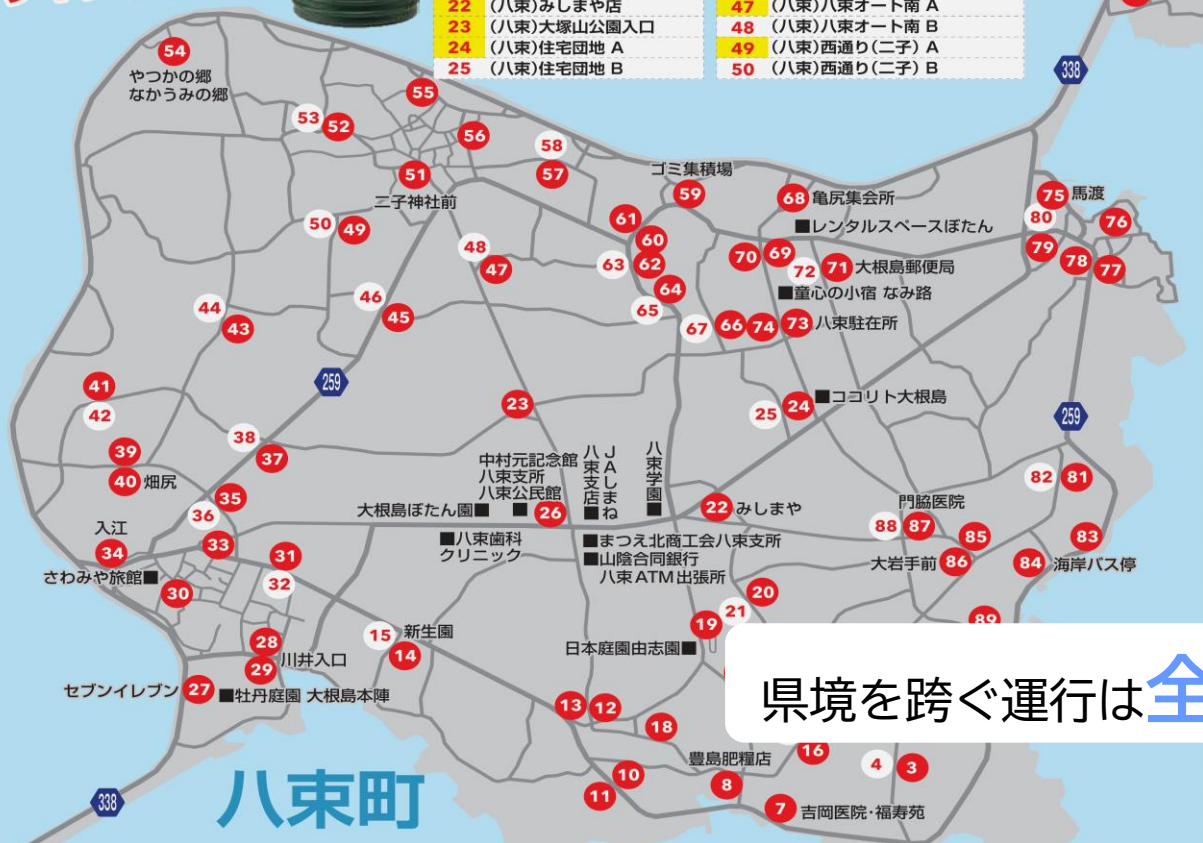 22 (八束)みしまや店
23 (八束)大塚山公園入口
24 (八束)住宅団地 A
25 (八束)住宅団地 B
47 (八束)八束オート南 A
48 (八束)八束オート南 B
49 (八束)西通り(二子) A
50 (八束)西通り(二子) B
338
54
やつかの郷
なかうみの郷
55
53 52
56
58
57
51
二子神社前
50 49
48 47
46 45
44 43
ゴミ集積場
59
61
60
63 62
64
65
68 亀尻集会所
■レンタルスペースぼたん
70 69
72 71 大根島郵便局
■童心の小宿 なみ路
67 66 74 73 八束駐在所
75 馬渡
80 76
79 78 77
259
259
41
42
39
40 畑尻
38 37
23
25 24 ■ココリト大根島
35
36
入江
34 33
さわみや旅館■
30
31
32
中村元記念館
八束支所
八束公民館
■ 26
大根島ぼたん園■
■八束歯科
クリニック
JAしまね
八束支店■
八束学園■
22 みしまや
■まつえ北商工会八束支所
■山陰合同銀行
八束ATM出張所
門脇医院
88 87
85
大岩手前 86
82 81
83
84 海岸バス停
20
21
19
日本庭園由志園■
89
15 新生園
14
28
29 川井入口
セブンイレブン 27 ■牡丹庭園 大根島本陣
13 12
18
豊島肥糧店
8
10
11
7 吉岡医院・福寿苑
16
4 3
県境を跨ぐ運行は全
338
八束町